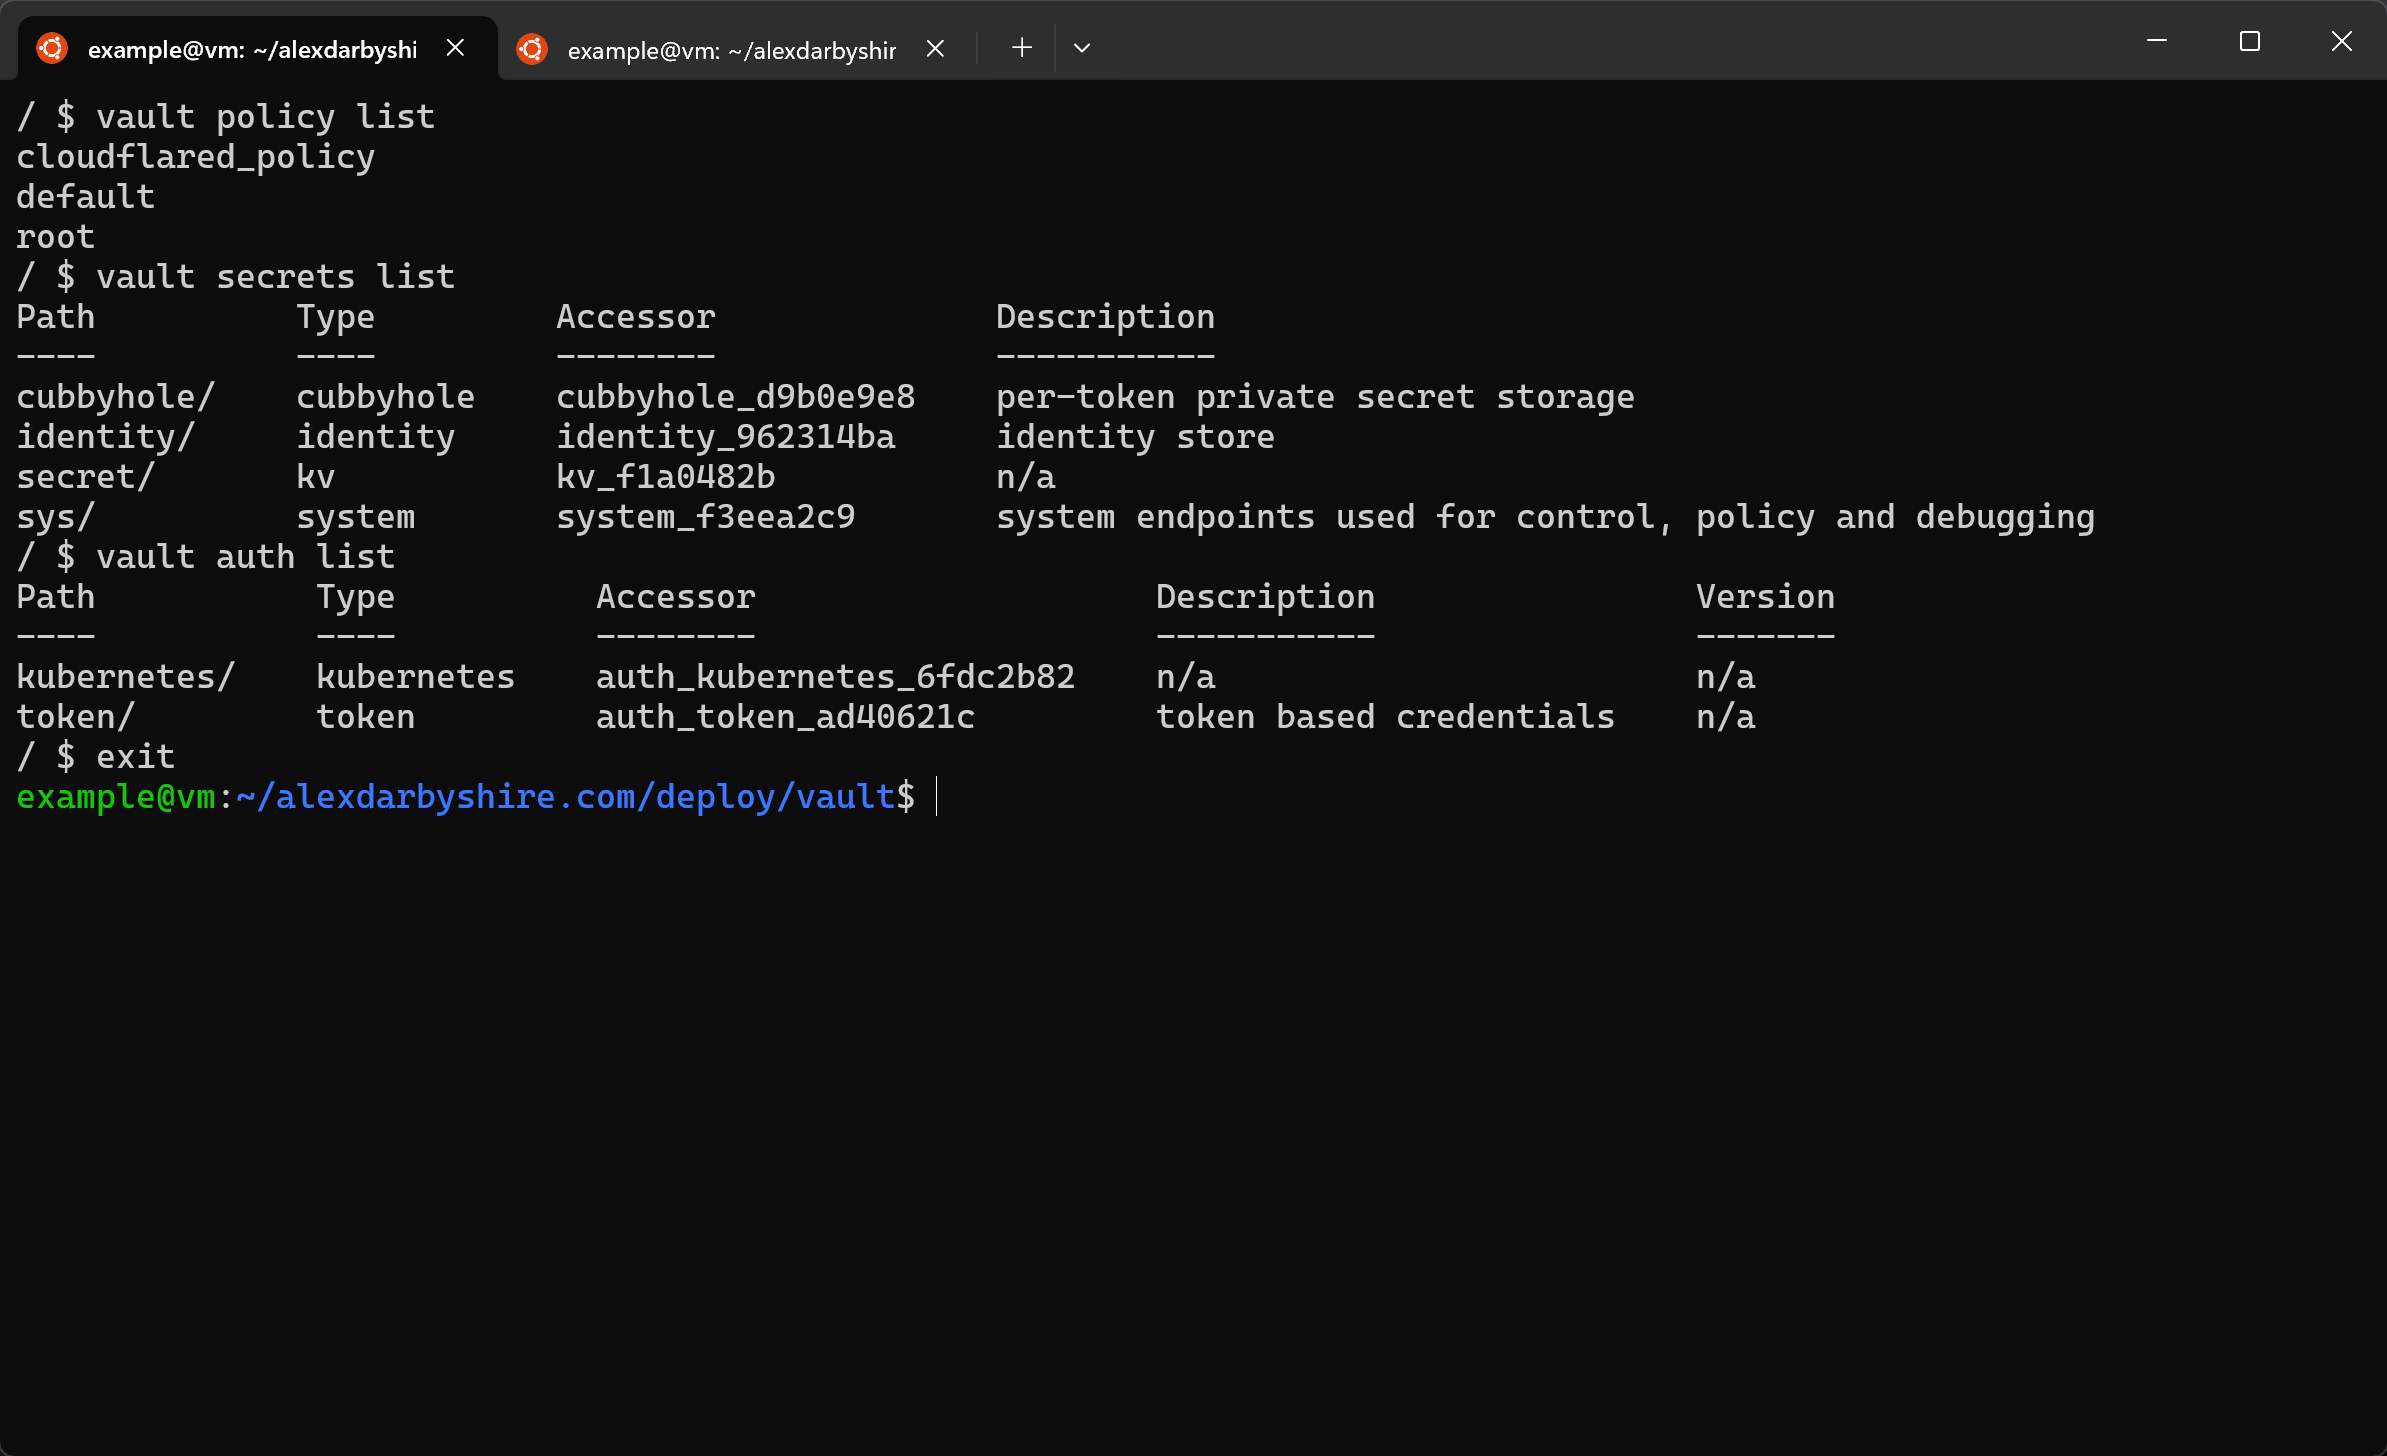 example@vm: ~/alexdarbyshi
example@vm: ~/alexdarbyshir
/ $ vault policy list
cloudflared_policy
default
root
/ $ vault secrets list
Path          Type         Accessor              Description
----          ----         --------              -----------
cubbyhole/    cubbyhole    cubbyhole_d9b0e9e8    per-token private secret storage
identity/     identity     identity_962314ba     identity store
secret/       kv           kv_f1a0482b           n/a
sys/          system       system_f3eea2c9       system endpoints used for control, policy and debugging
/ $ vault auth list
Path           Type          Accessor                    Description                Version
----           ----          --------                    -----------                -------
kubernetes/    kubernetes    auth_kubernetes_6fdc2b82    n/a                        n/a
token/         token         auth_token_ad40621c         token based credentials    n/a
/ $ exit
example@vm:~/alexdarbyshire.com/deploy/vault$